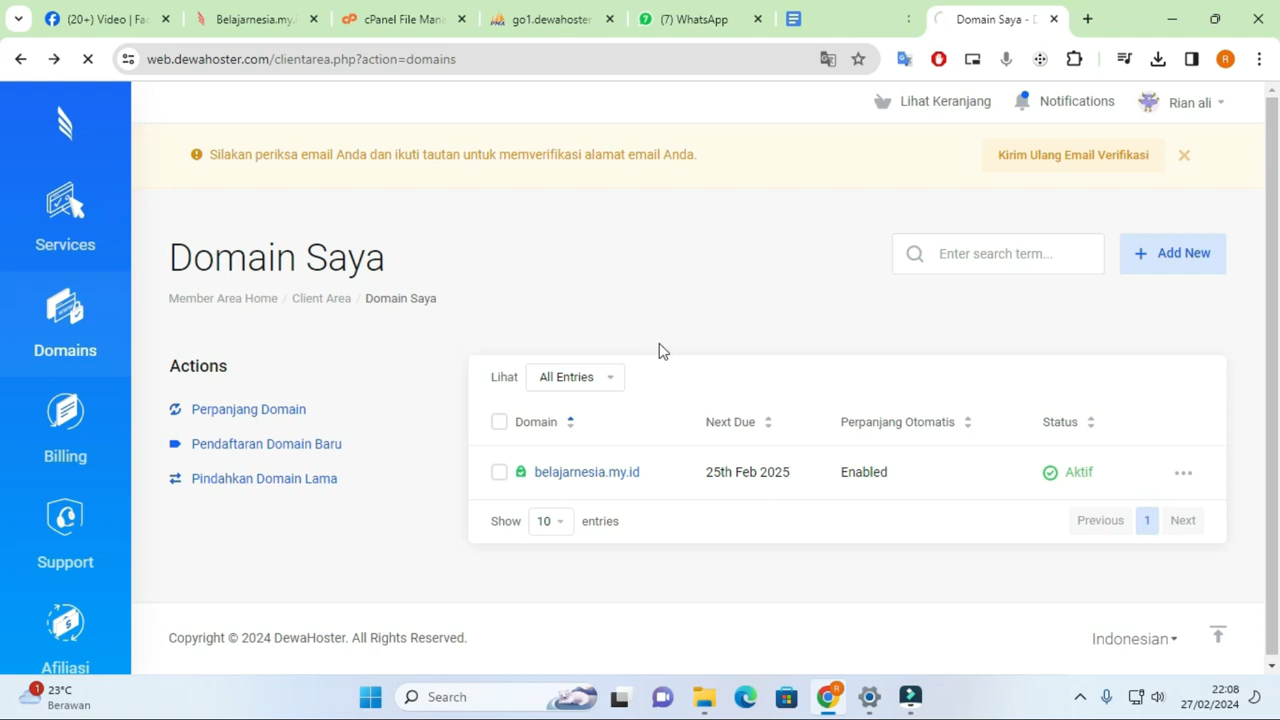 (20+) Video | Fac
Belajarnesia.my.i
cPanel File Mana
go1.dewahoster
(7) WhatsApp
Domain Saya - D
web.dewahoster.com/clientarea.php?action=domains
R
Lihat Keranjang
Notifications
Rian ali
Silakan periksa email Anda dan ikuti tautan untuk memverifikasi alamat email Anda.
Kirim Ulang Email Verifikasi
Services
Domains
Billing
Support
Afiliasi
Domain Saya
Enter search term...
Add New
Member Area Home / Client Area / Domain Saya
Actions
Perpanjang Domain
Pendaftaran Domain Baru
Pindahkan Domain Lama
Lihat All Entries
Domain Next Due Perpanjang Otomatis Status
belajarnesia.my.id 25th Feb 2025 Enabled Aktif
Show 10 entries
Previous 1 Next
Copyright © 2024 DewaHoster. All Rights Reserved.
Indonesian
1
23°C
Berawan
Search
R
22:08
27/02/2024